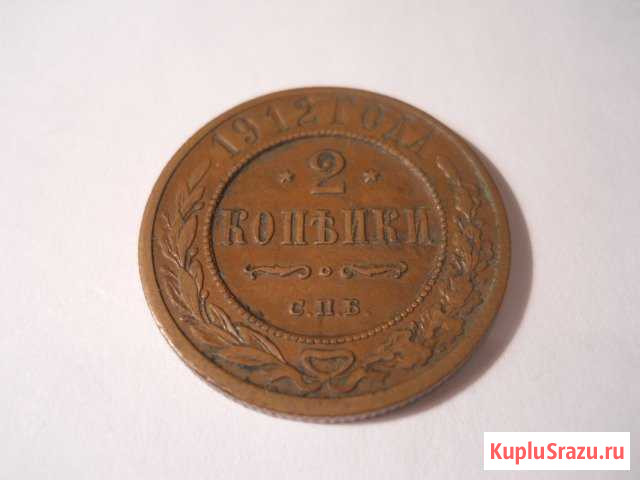 1912 ГОДА
* 2 *
КОПѢЙКИ
С.П.Б.
KupluSrazu.ru